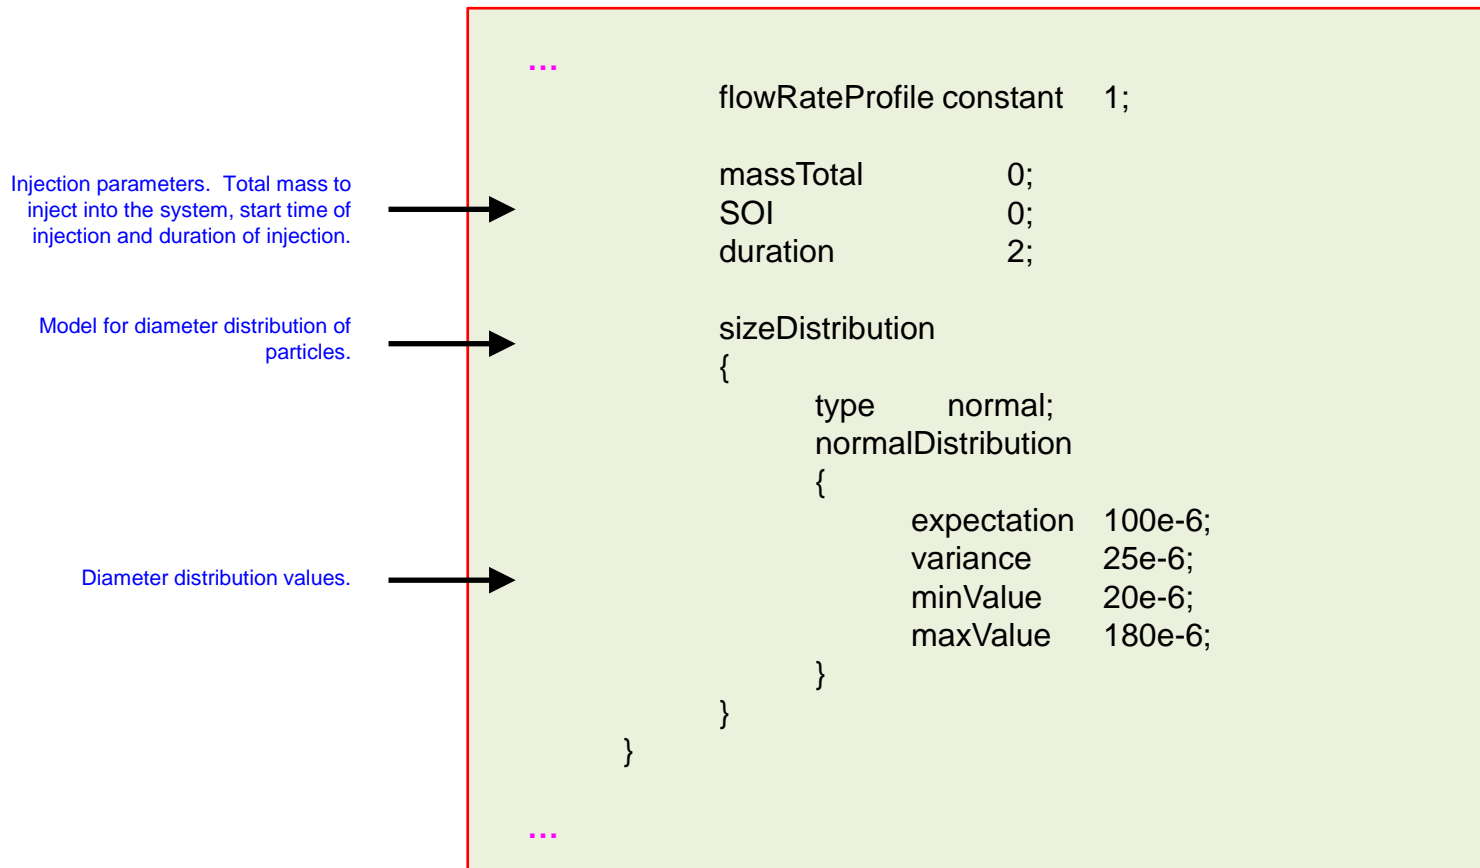 ...
flowRateProfile constant 1;
Injection parameters. Total mass to
inject into the system, start time of
injection and duration of injection.
massTotal 0;
SOI 0;
duration 2;
Model for diameter distribution of
particles.
sizeDistribution
{
type normal;
normalDistribution
{
Diameter distribution values.
expectation 100e-6;
variance 25e-6;
minValue 20e-6;
maxValue 180e-6;
}
}
}
...